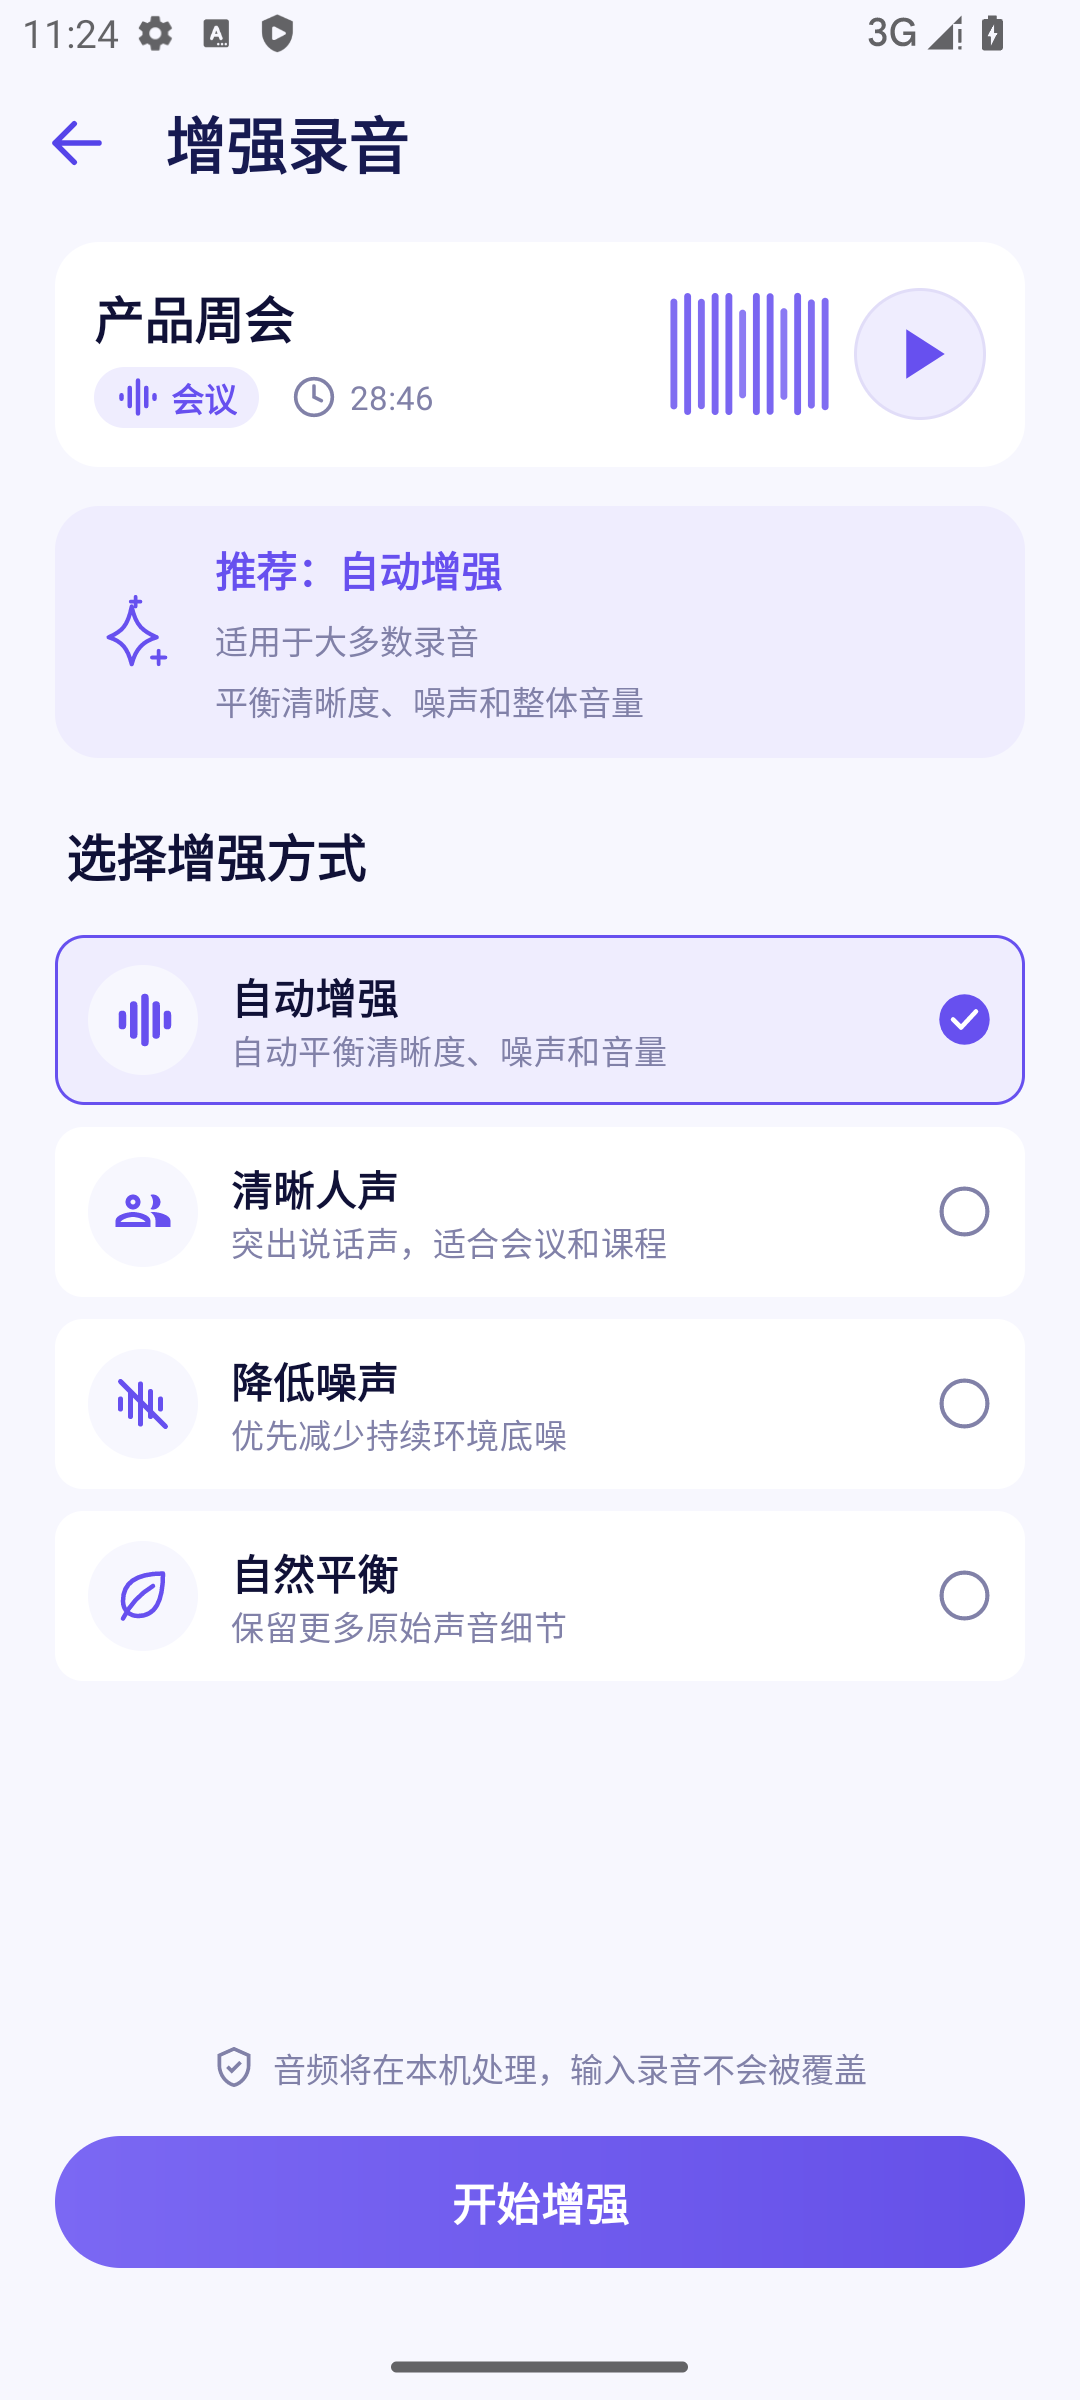 11:24
3G
增强录音
产品周会
会议
28:46
推荐：自动增强
适用于大多数录音
平衡清晰度、噪声和整体音量
选择增强方式
自动增强
自动平衡清晰度、噪声和音量
清晰人声
突出说话声，适合会议和课程
降低噪声
优先减少持续环境底噪
自然平衡
保留更多原始声音细节
音频将在本机处理，输入录音不会被覆盖
开始增强